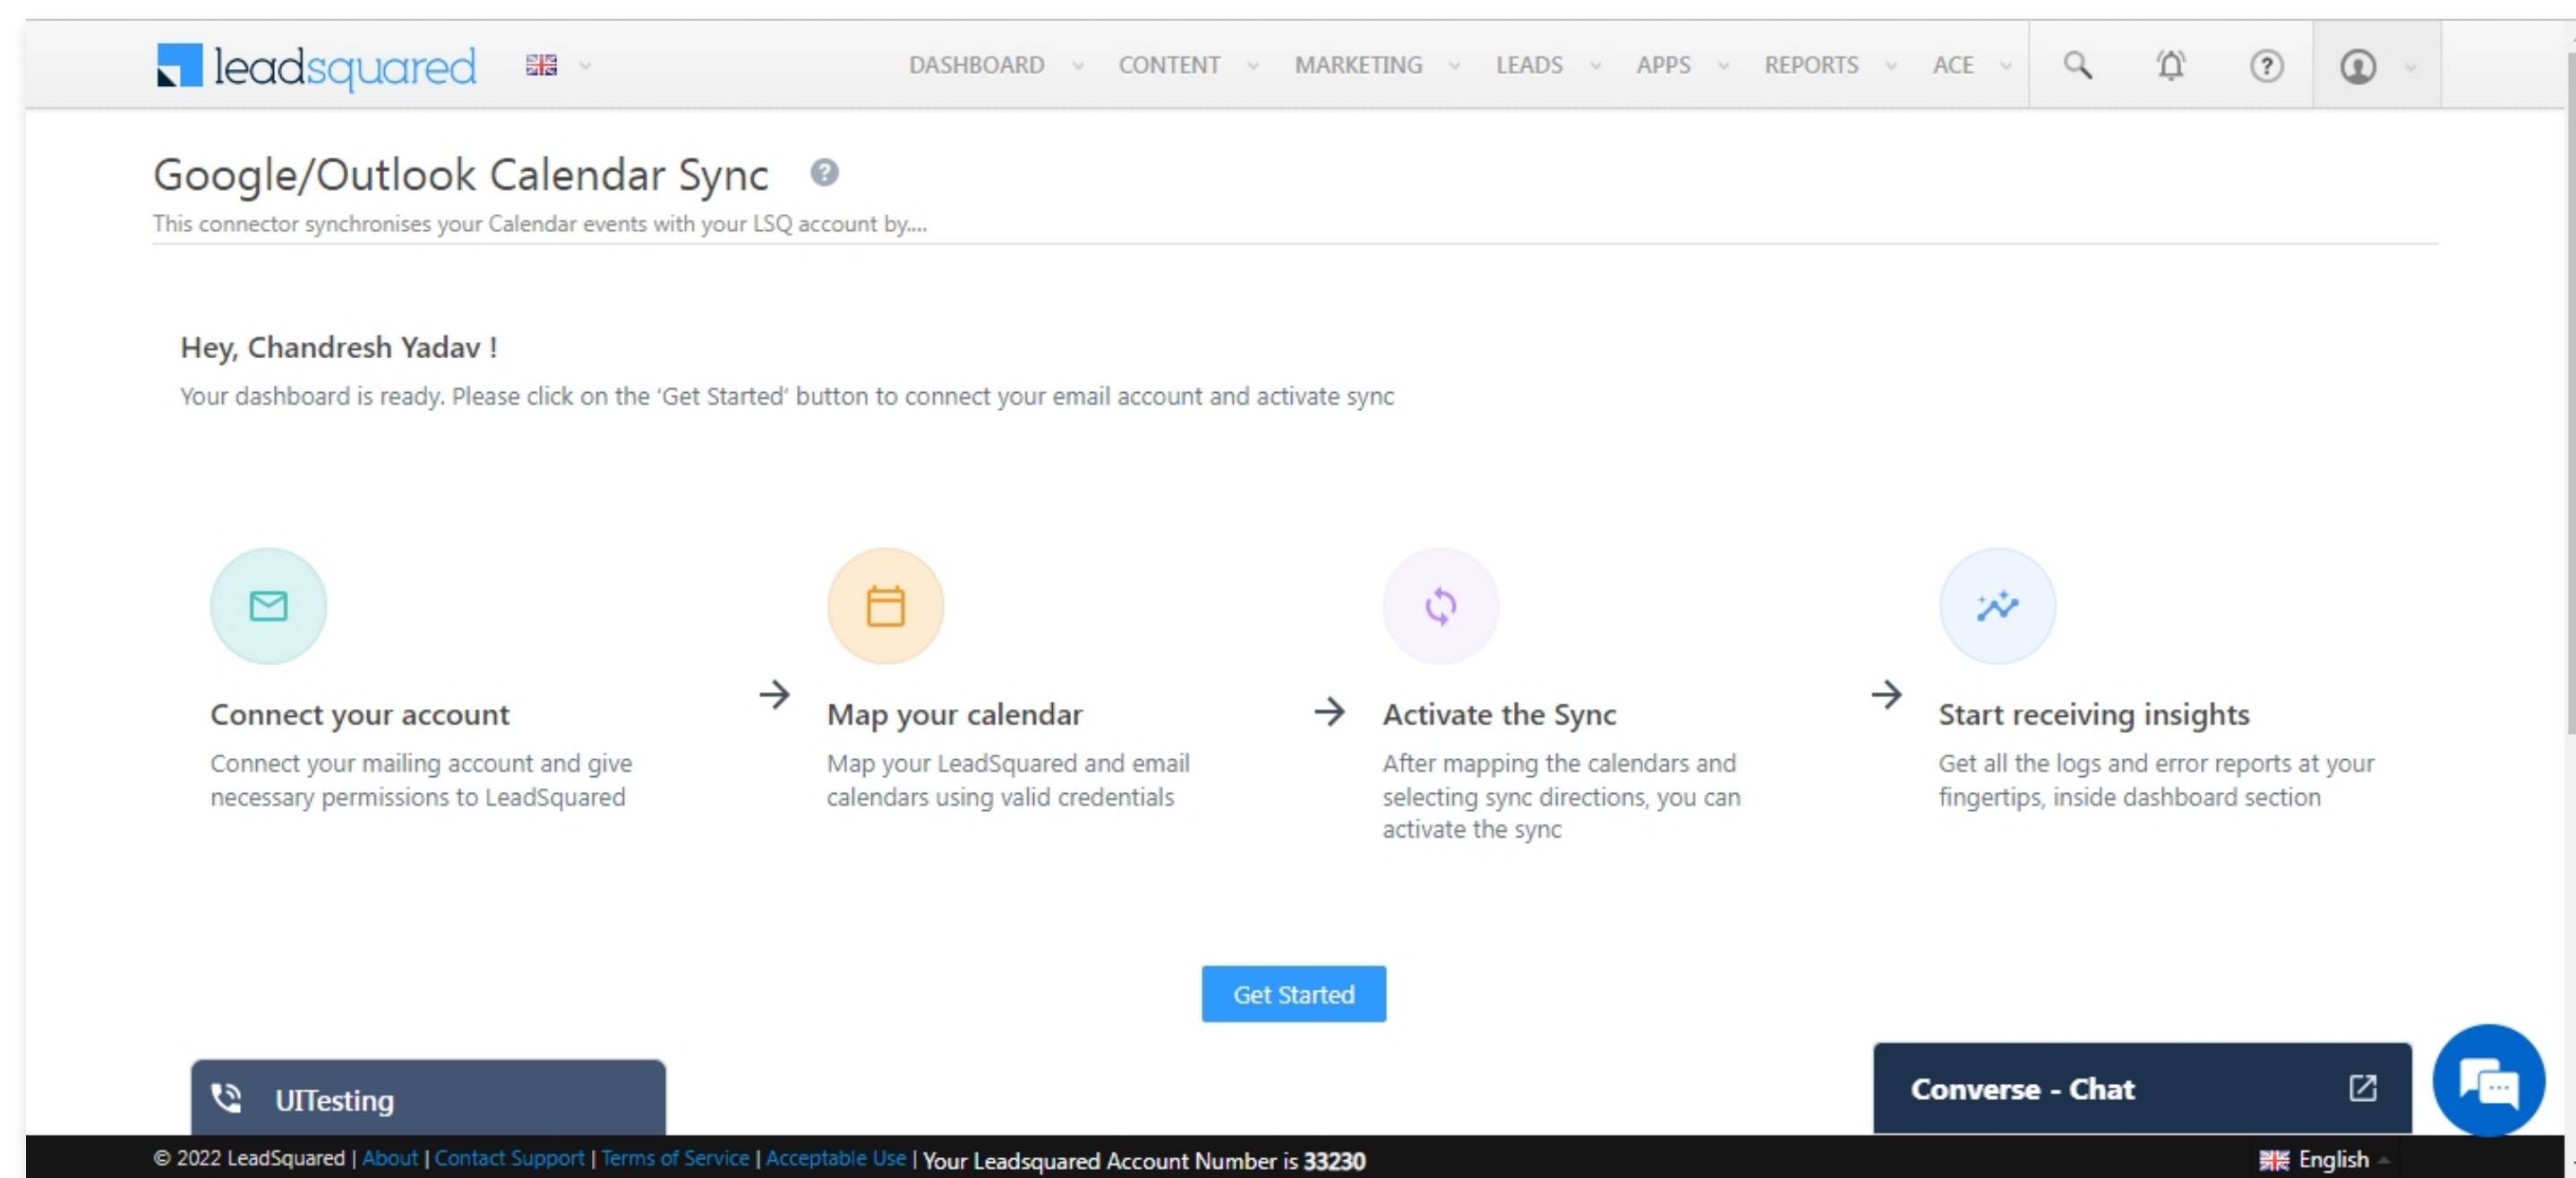 leadsquared
DASHBOARD CONTENT MARKETING LEADS APPS REPORTS ACE
Google/Outlook Calendar Sync ?
This connector synchronises your Calendar events with your LSQ account by....
Hey, Chandresh Yadav !
Your dashboard is ready. Please click on the ‘Get Started’ button to connect your email account and activate sync
Connect your account
Connect your mailing account and give
necessary permissions to LeadSquared
Map your calendar
Map your LeadSquared and email
calendars using valid credentials
Activate the Sync
After mapping the calendars and
selecting sync directions, you can
activate the sync
Start receiving insights
Get all the logs and error reports at your
fingertips, inside dashboard section
Get Started
UITesting
Converse - Chat
© 2022 LeadSquared | About | Contact Support | Terms of Service | Acceptable Use | Your Leadsquared Account Number is 33230
English